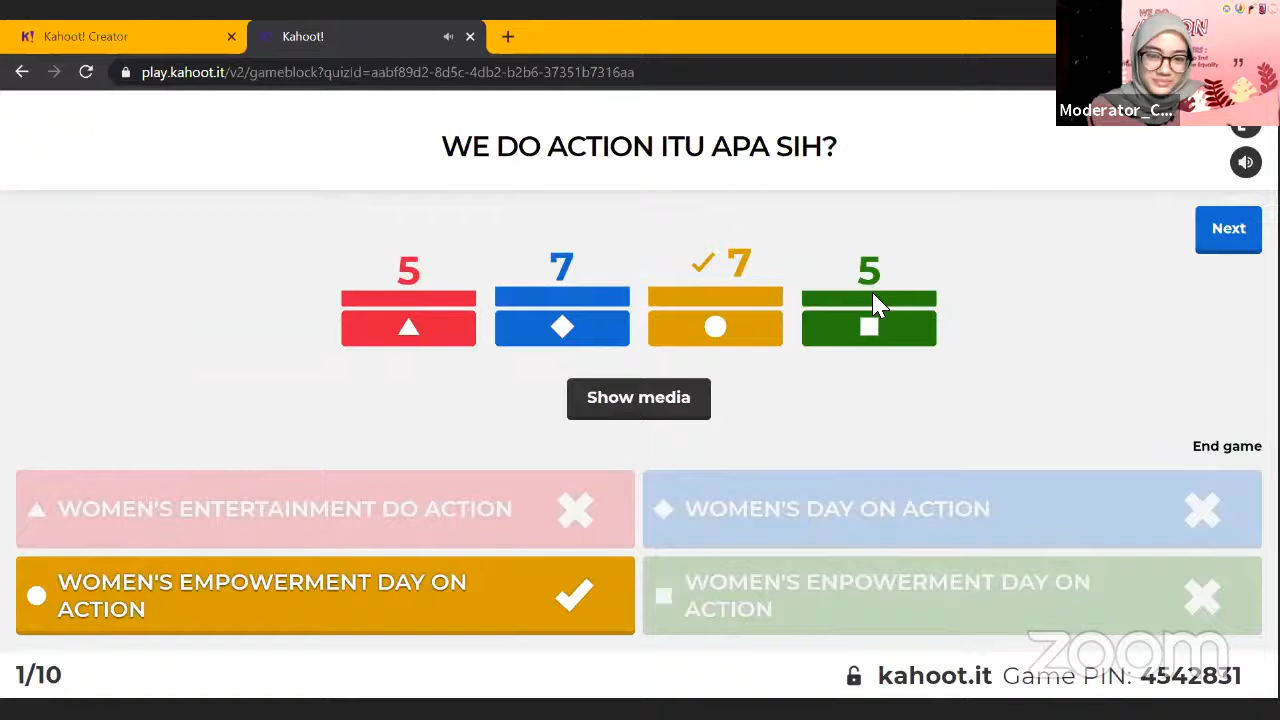 Kahoot! Creator
Kahoot!
play.kahoot.it/v2/gameblock?quizId=aabf89d2-8d5c-4db2-b2b6-37351b7316aa
Moderator_C...
WE DO ACTION ITU APA SIH?
Next
5
7
7
5
Show media
End game
WOMEN'S ENTERTAINMENT DO ACTION
WOMEN'S DAY ON ACTION
WOMEN'S EMPOWERMENT DAY ON
ACTION
WOMEN'S ENPOWERMENT DAY ON
ACTION
zoom
1/10
kahoot.it Game PIN: 4542831